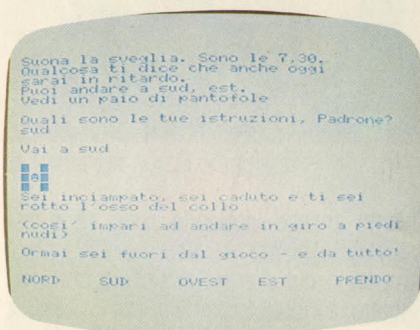 Suona la sveglia. Sono le 7.30.
Qualcosa ti dice che anche oggi
sarai in ritardo.
Puoi andare a sud, est.
Vedi un paio di pantofole
Quali sono le tue istruzioni, Padrone?
sud
Vai a sud
Sei inciampato, sei caduto e ti sei
rotto l'osso del collo
(cosi' impari ad andare in giro a piedi
nudi)
Ormai sei fuori dal gioco - e da tutto!
NORD SUD OVEST EST PRENDO